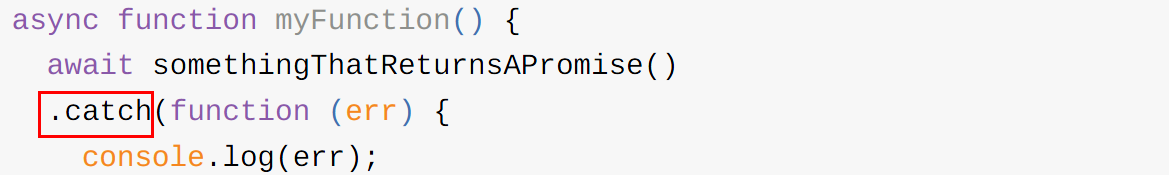 async function myFunction() {
await somethingThatReturnsAPromise()
.catch(function (err) {
console.log(err);